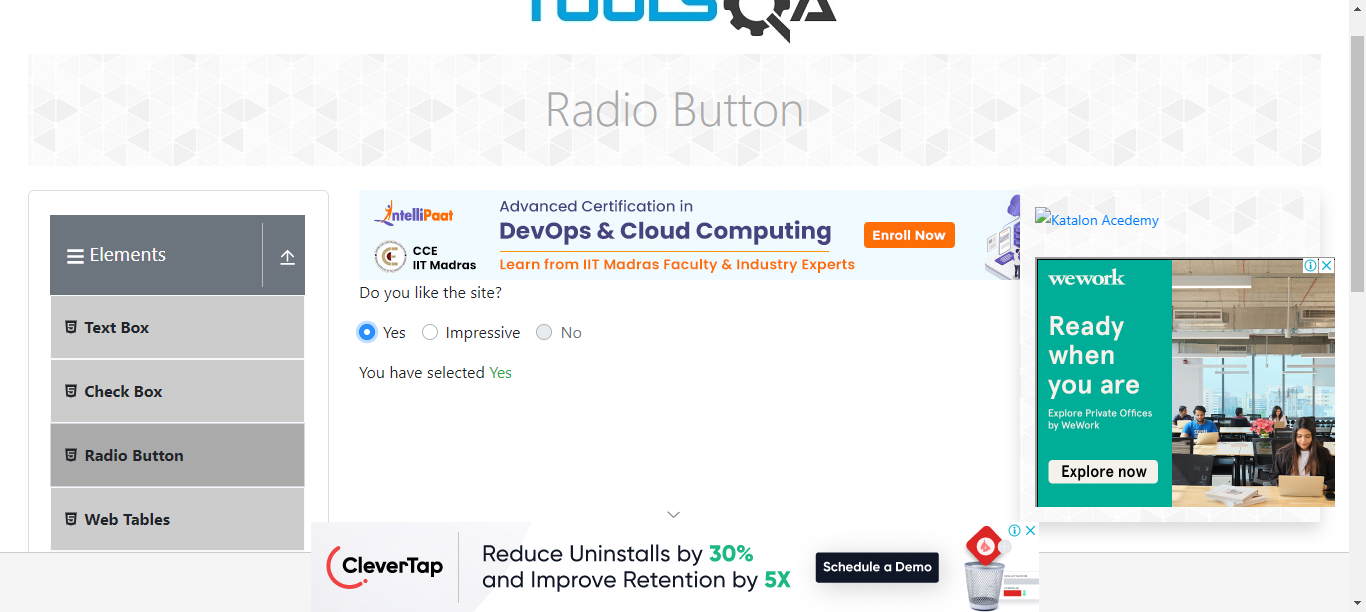 TOOLSQA
Radio Button
Elements
Text Box
Check Box
Radio Button
Web Tables
IntelliPaat
CCE
IIT Madras
Advanced Certification in
DevOps & Cloud Computing
Learn from IIT Madras Faculty & Industry Experts
Enroll Now
Do you like the site?
Yes
Impressive
No
You have selected Yes
Katalon Acedemy
wework
Ready
when
you are
Explore Private Offices
by WeWork
Explore now
CleverTap
Reduce Uninstalls by 30%
and Improve Retention by 5X
Schedule a Demo